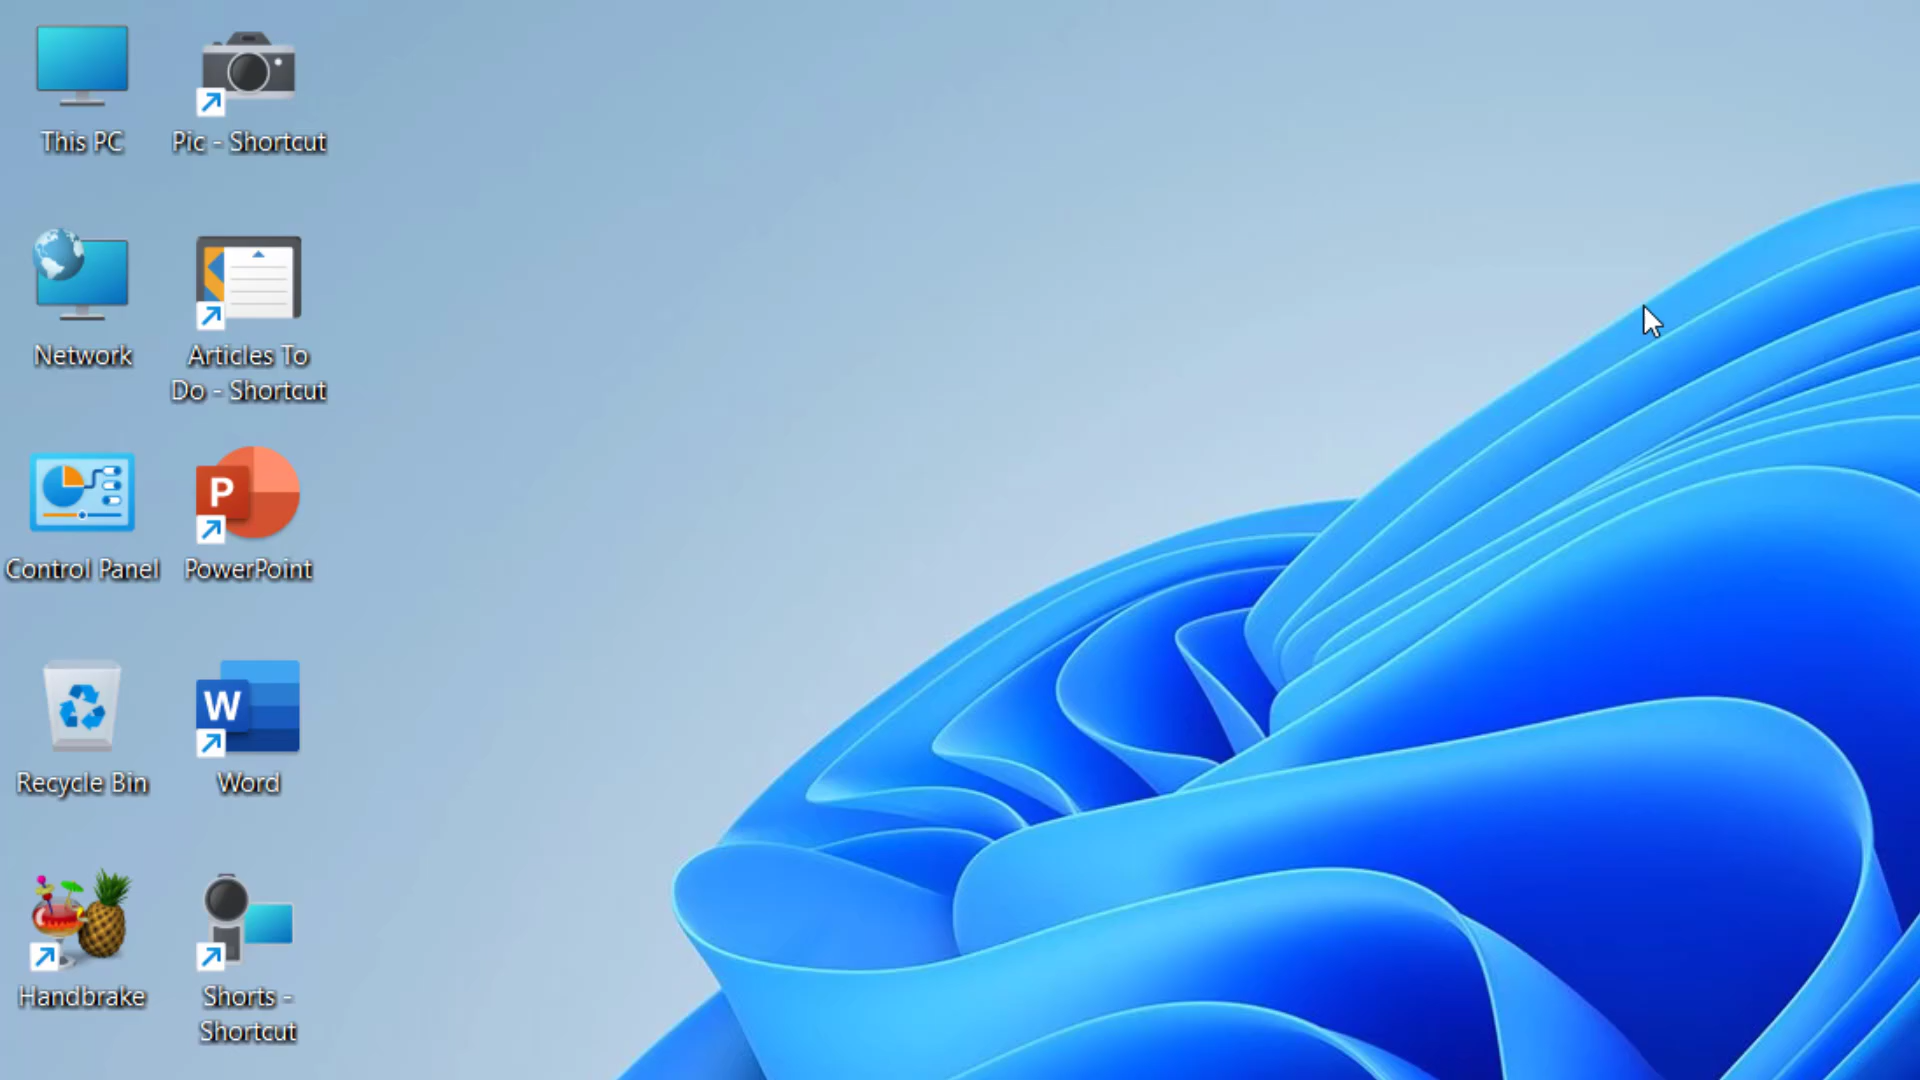 This PC
Pic - Shortcut
Network
Articles To
Do - Shortcut
Control Panel
P
PowerPoint
Recycle Bin
W
Word
Handbrake
Shorts -
Shortcut